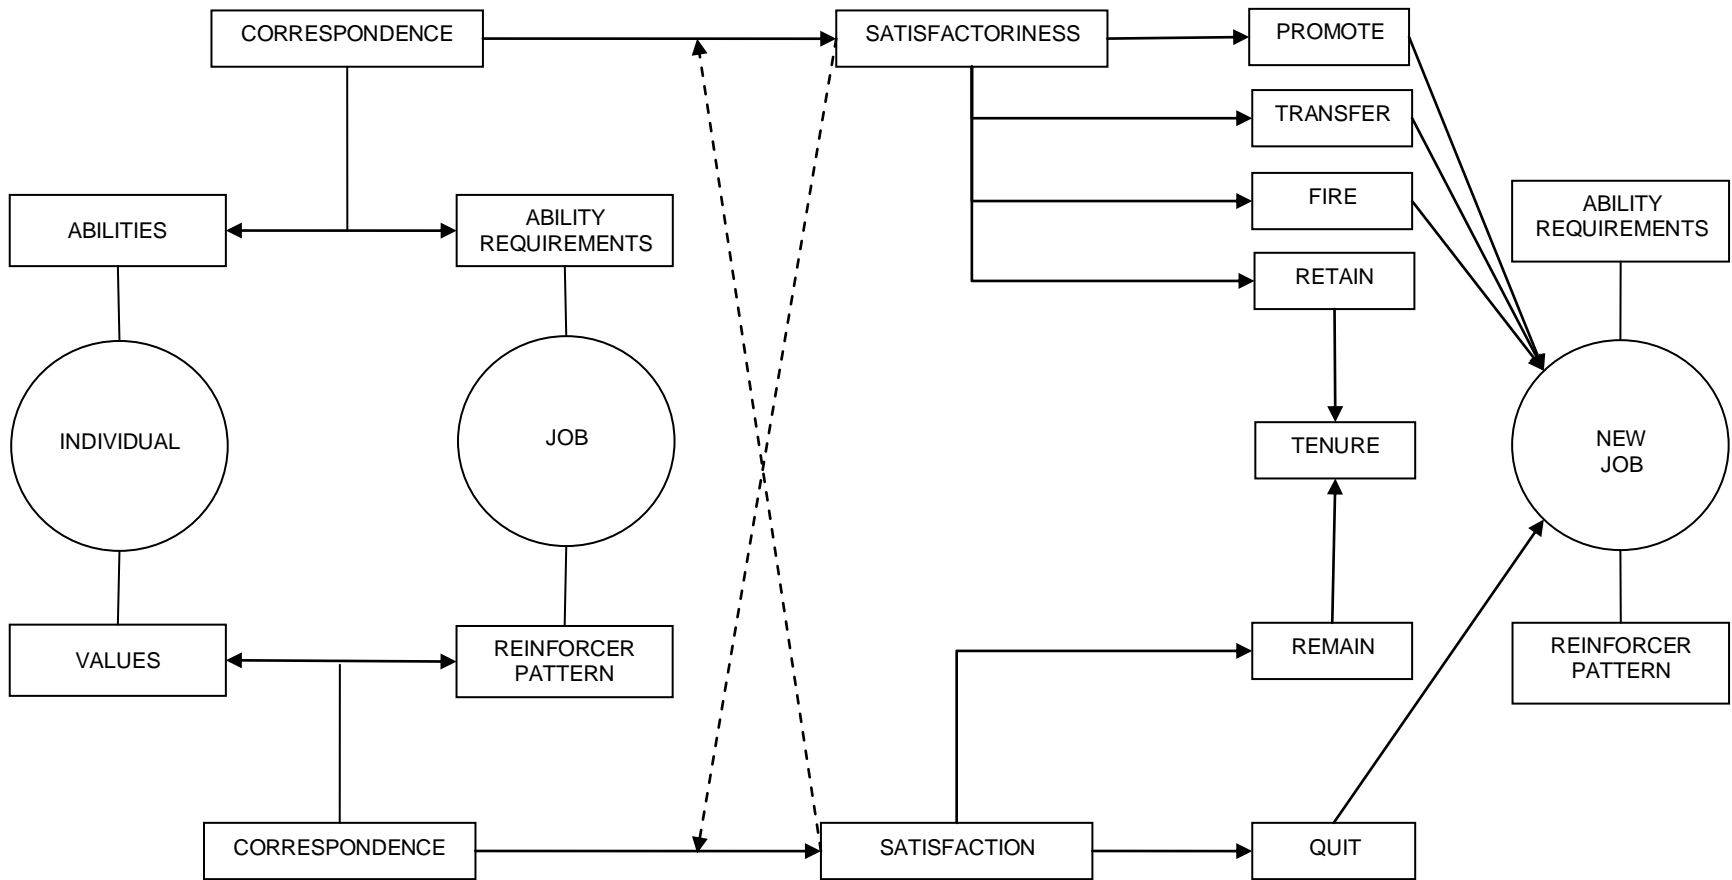 CORRESPONDENCE
SATISFACTORINESS
PROMOTE
TRANSFER
FIRE
RETAIN
ABILITIES
ABILITY
REQUIREMENTS
ABILITY
REQUIREMENTS
INDIVIDUAL
JOB
TENURE
NEW
JOB
VALUES
REINFORCER
PATTERN
REMAIN
REINFORCER
PATTERN
CORRESPONDENCE
SATISFACTION
QUIT